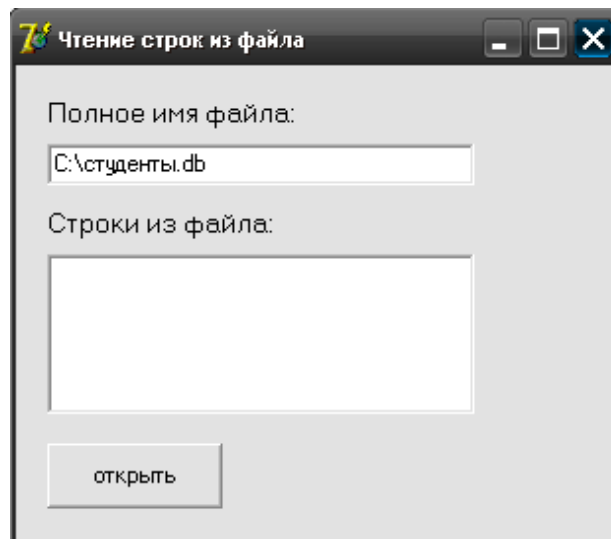 Чтение строк из файла
Полное имя файла:
C:\студенты.db
Строки из файла:
открыть